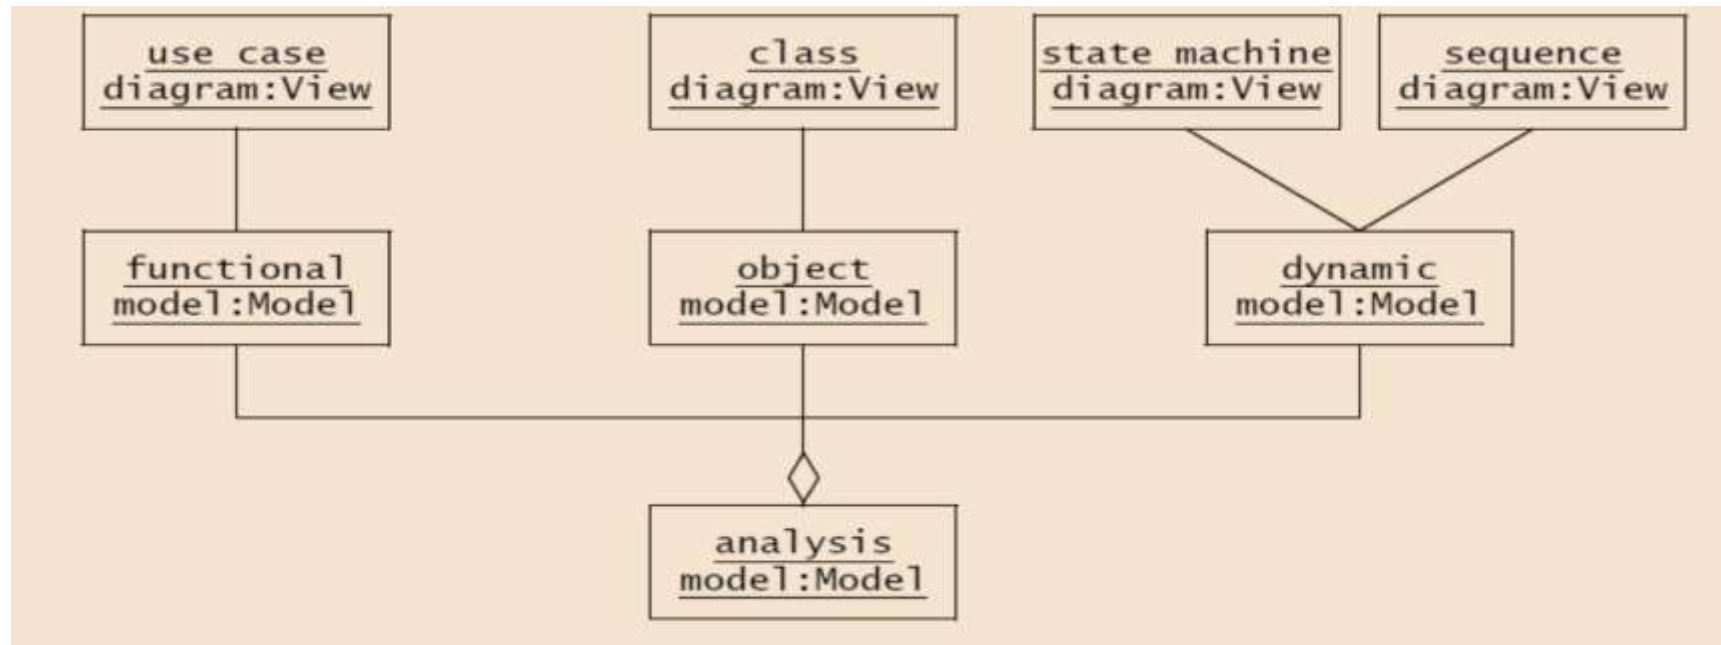 use case
diagram:View
class
diagram:View
state machine
diagram:View
sequence
diagram:View
functional
model:Model
object
model:Model
dynamic
model:Model
analysis
model:Model